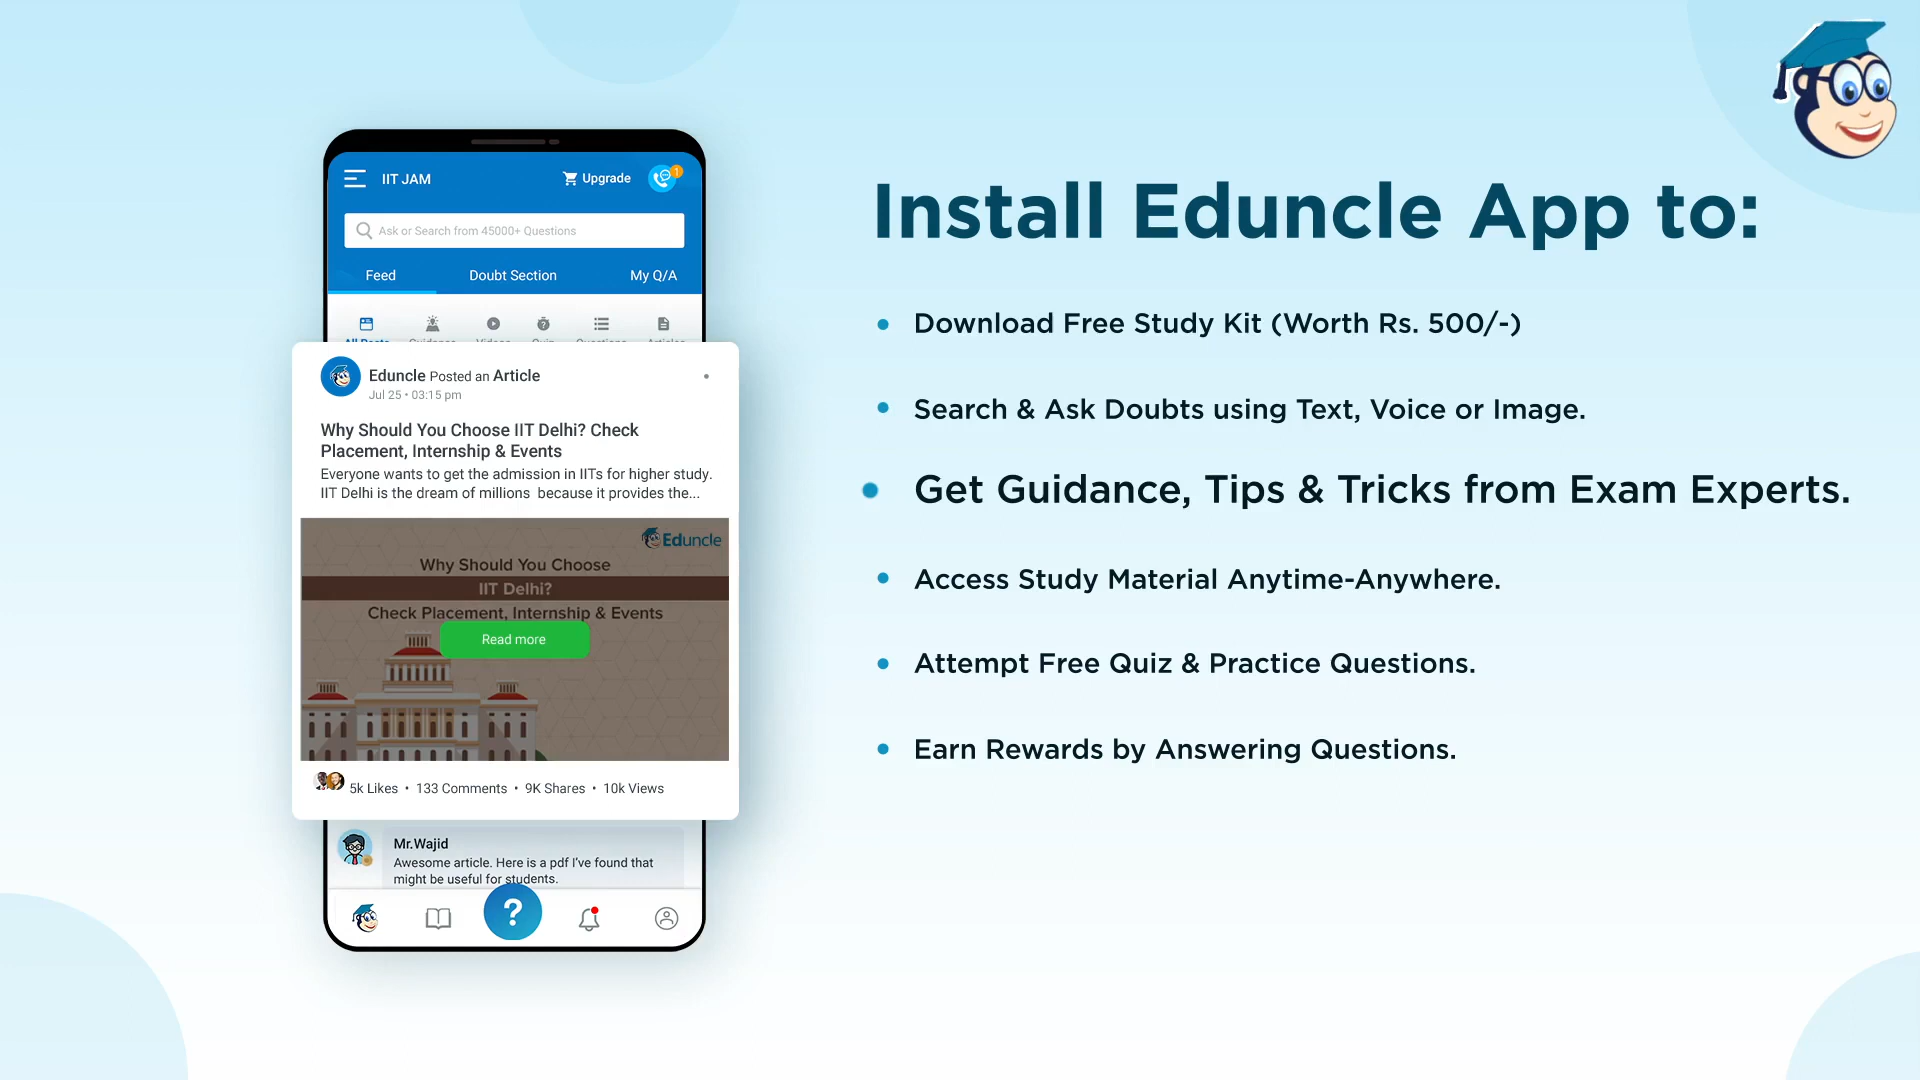 IIT JAM
Upgrade
1
Ask or Search from 45000+ Questions
Feed
Doubt Section
My Q/A
Eduncle Posted an Article
Jul 25 • 03:15 pm
Why Should You Choose IIT Delhi? Check
Placement, Internship & Events
Everyone wants to get the admission in IITs for higher study.
IIT Delhi is the dream of millions because it provides the...
Eduncle
Why Should You Choose
IIT Delhi?
Check Placement, Internship & Events
Read more
5k Likes • 133 Comments • 9K Shares • 10k Views
Mr.Wajid
Awesome article. Here is a pdf I've found that
might be useful for students.
?
Install Eduncle App to:
• Download Free Study Kit (Worth Rs. 500/-)
• Search & Ask Doubts using Text, Voice or Image.
• Get Guidance, Tips & Tricks from Exam Experts.
• Access Study Material Anytime-Anywhere.
• Attempt Free Quiz & Practice Questions.
• Earn Rewards by Answering Questions.